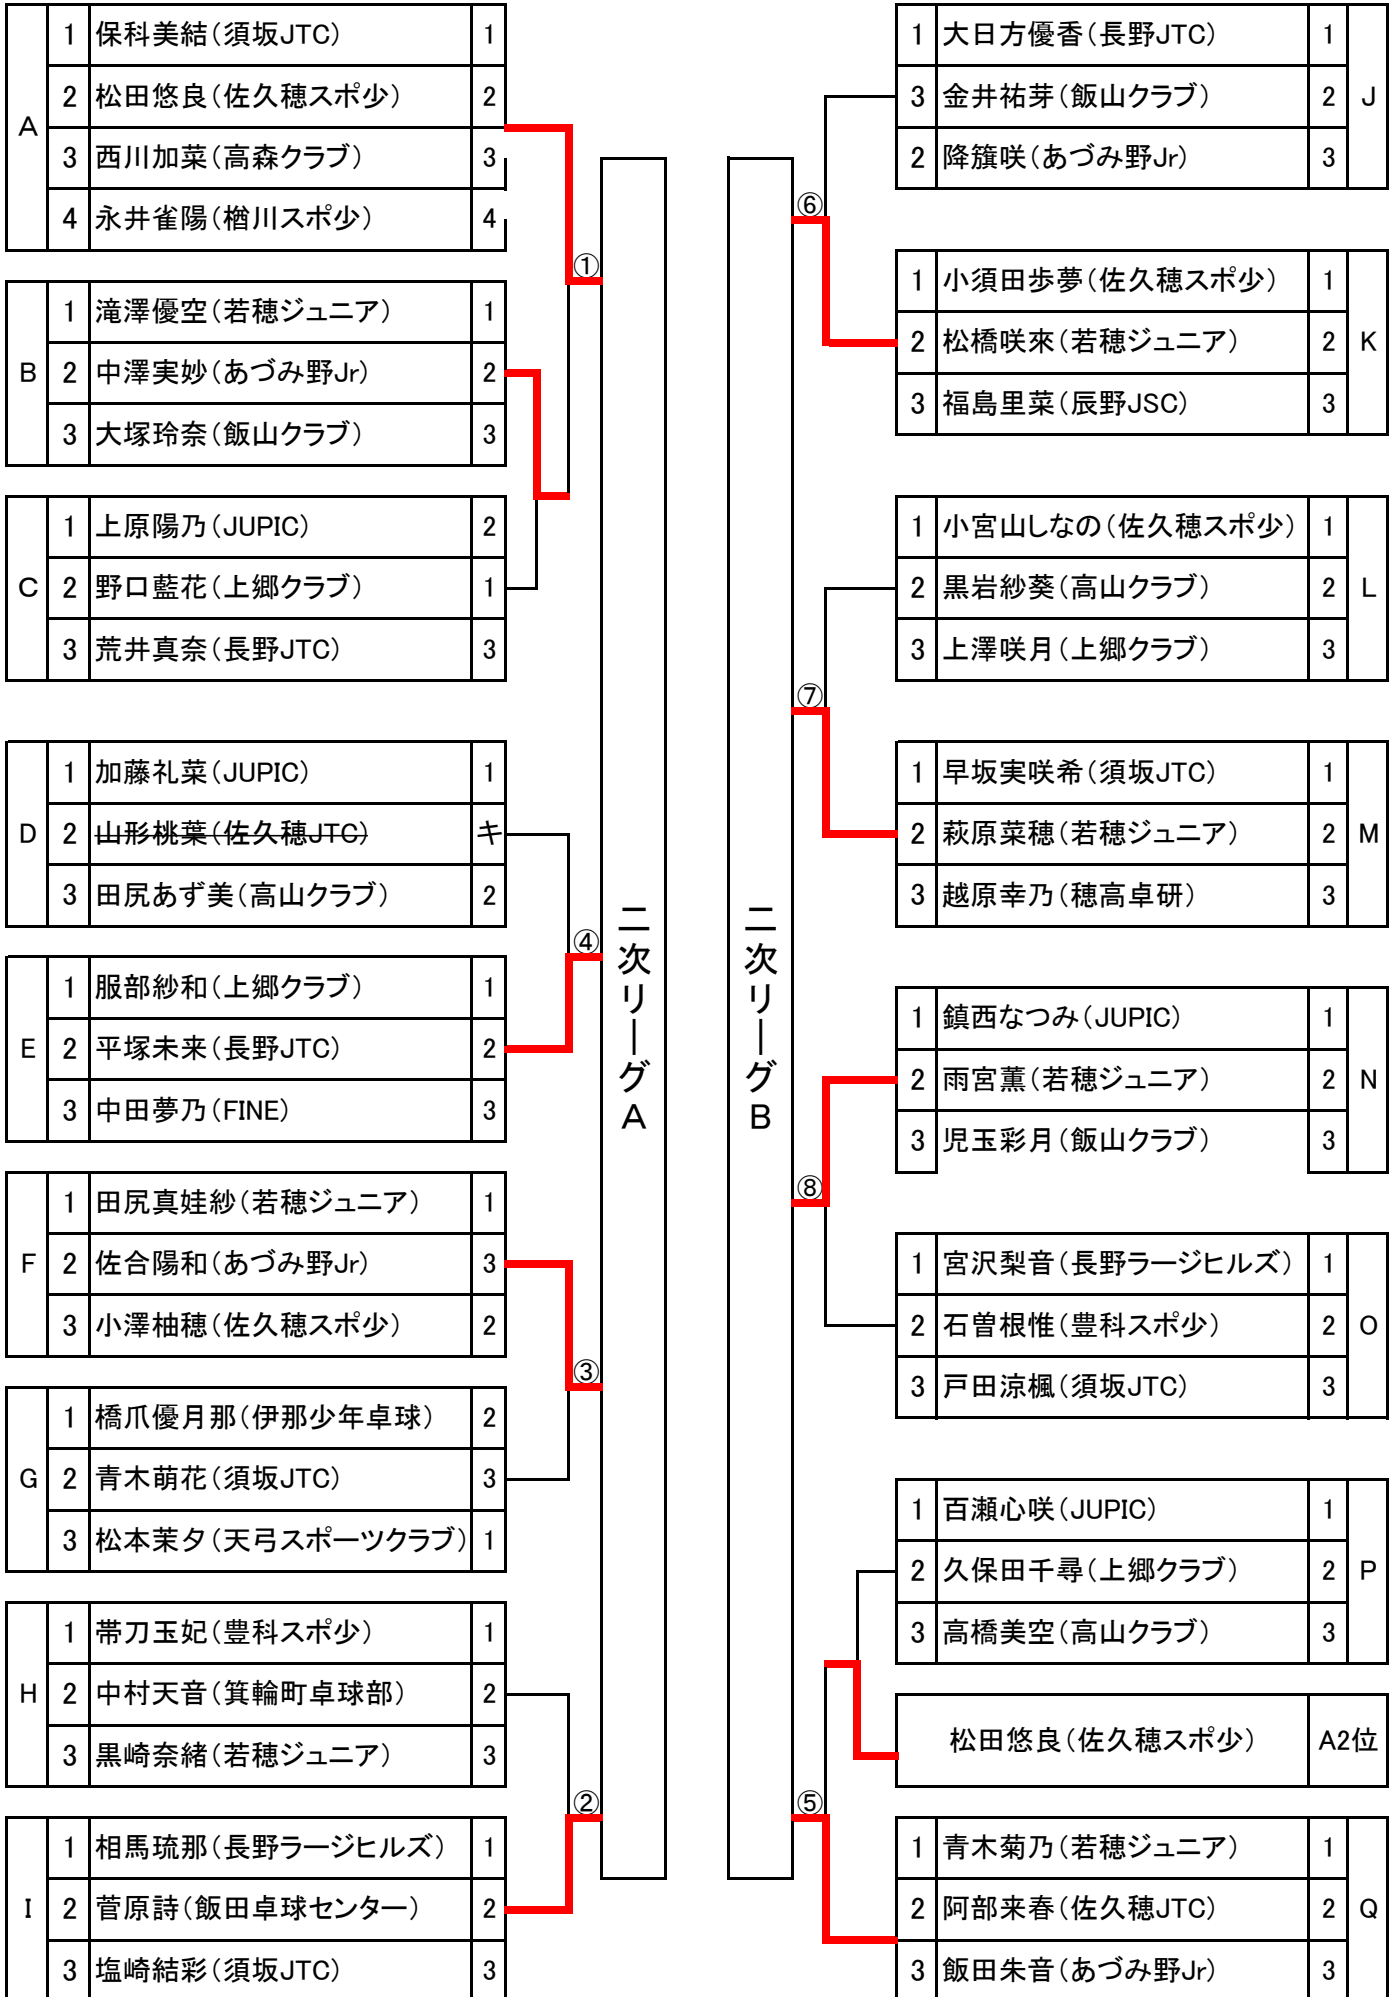 A
1 保科美結(須坂JTC) 1
2 松田悠良(佐久穂スポ少) 2
3 西川加菜(高森クラブ) 3
4 永井雀陽(楢川スポ少) 4
B
1 滝澤優空(若穂ジュニア) 1
2 中澤実妙(あづみ野Jr) 2
3 大塚玲奈(飯山クラブ) 3
C
1 上原陽乃(JUPIC) 2
2 野口藍花(上郷クラブ) 1
3 荒井真奈(長野JTC) 3
D
1 加藤礼菜(JUPIC) 1
2 山形桃葉(佐久穂JTC) キ
3 田尻あず美(高山クラブ) 2
E
1 服部紗和(上郷クラブ) 1
2 平塚未来(長野JTC) 2
3 中田夢乃(FINE) 3
F
1 田尻真娃紗(若穂ジュニア) 1
2 佐合陽和(あづみ野Jr) 3
3 小澤柚穂(佐久穂スポ少) 2
G
1 橋爪優月那(伊那少年卓球) 2
2 青木萌花(須坂JTC) 3
3 松本茉夕(天弓スポーツクラブ) 1
H
1 帯刀玉妃(豊科スポ少) 1
2 中村天音(箕輪町卓球部) 2
3 黒崎奈緒(若穂ジュニア) 3
I
1 相馬琉那(長野ラージヒルズ) 1
2 菅原詩(飯田卓球センター) 2
3 塩崎結彩(須坂JTC) 3
①
④
③
②
二次リーグA
二次リーグB
⑥
⑦
⑧
⑤
1 大日方優香(長野JTC) 1
3 金井祐芽(飯山クラブ) 2
2 降籏咲(あづみ野Jr) 3
J
1 小須田歩夢(佐久穂スポ少) 1
2 松橋咲來(若穂ジュニア) 2
3 福島里菜(辰野JSC) 3
K
1 小宮山しなの(佐久穂スポ少) 1
2 黒岩紗葵(高山クラブ) 2
3 上澤咲月(上郷クラブ) 3
L
1 早坂実咲希(須坂JTC) 1
2 萩原菜穂(若穂ジュニア) 2
3 越原幸乃(穂高卓研) 3
M
1 鎮西なつみ(JUPIC) 1
2 雨宮薫(若穂ジュニア) 2
3 児玉彩月(飯山クラブ) 3
N
1 宮沢梨音(長野ラージヒルズ) 1
2 石曽根惟(豊科スポ少) 2
3 戸田涼楓(須坂JTC) 3
O
1 百瀬心咲(JUPIC) 1
2 久保田千尋(上郷クラブ) 2
3 高橋美空(高山クラブ) 3
P
松田悠良(佐久穂スポ少) A2位
1 青木菊乃(若穂ジュニア) 1
2 阿部来春(佐久穂JTC) 2
3 飯田朱音(あづみ野Jr) 3
Q